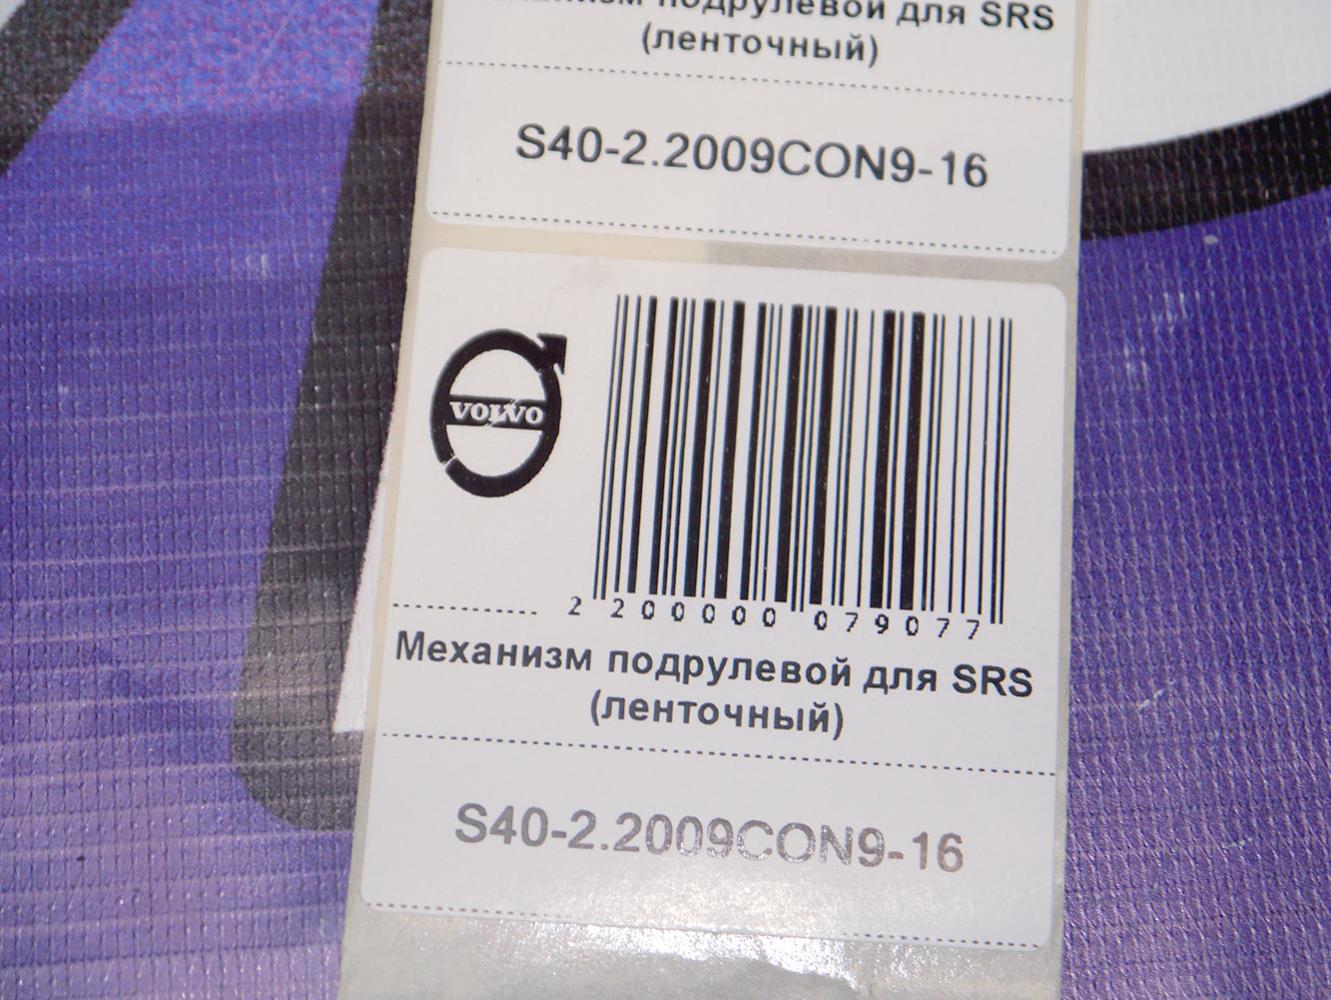 подрулевой для SRS
(ленточный)
S40-2.2009CON9-16
VOLVO
2 200000 079077
Механизм подрулевой для SRS
(ленточный)
S40-2.2009CON9-16